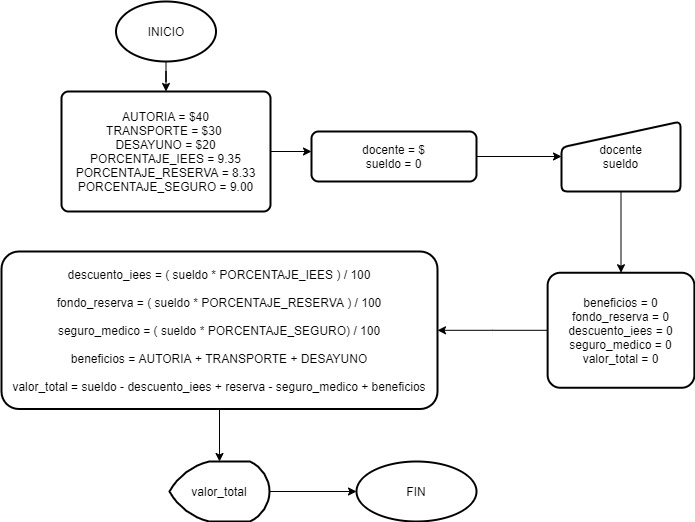 INICIO
AUTORIA = $40
TRANSPORTE = $30
DESAYUNO = $20
PORCENTAJE_IEES = 9.35
PORCENTAJE_RESERVA = 8.33
PORCENTAJE_SEGURO = 9.00
docente = $
sueldo = 0
docente
sueldo
beneficios = 0
fondo_reserva = 0
descuento_iees = 0
seguro_medico = 0
valor_total = 0
descuento_iees = ( sueldo * PORCENTAJE_IEES ) / 100
fondo_reserva = ( sueldo * PORCENTAJE_RESERVA ) / 100
seguro_medico = ( sueldo * PORCENTAJE_SEGURO) / 100
beneficios = AUTORIA + TRANSPORTE + DESAYUNO
valor_total = sueldo - descuento_iees + reserva - seguro_medico + beneficios
valor_total
FIN